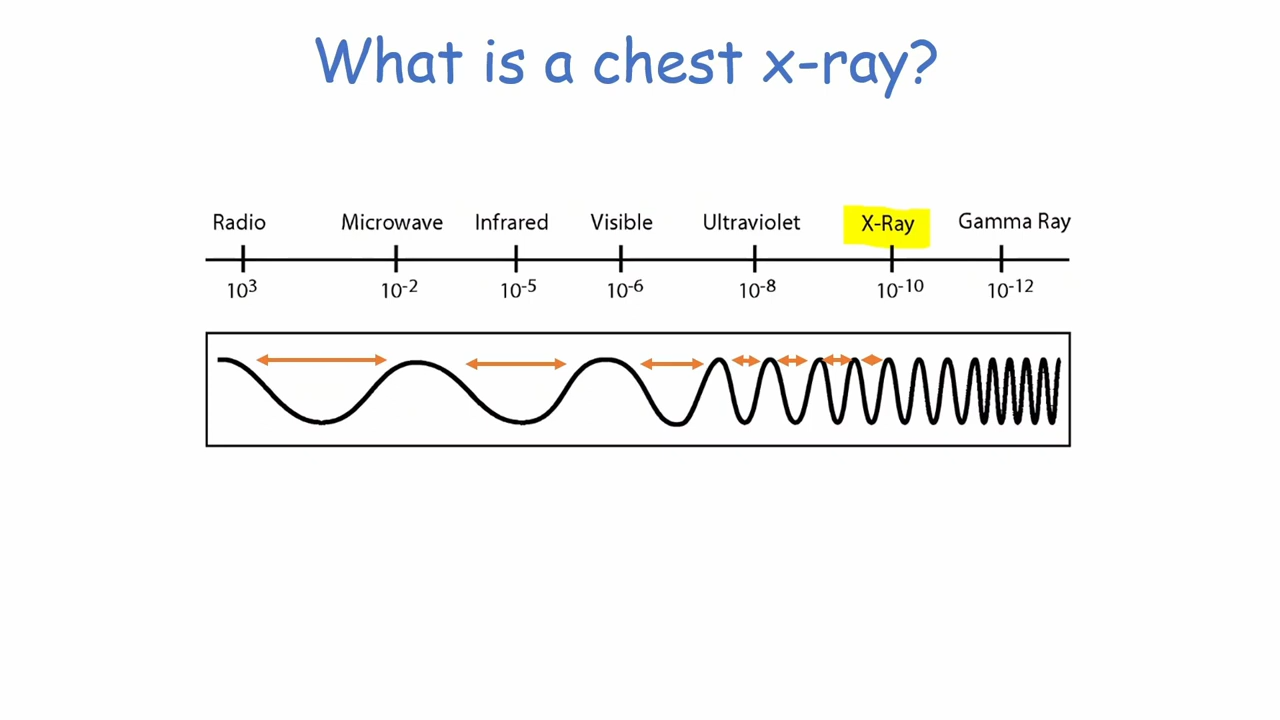 What is a chest x-ray?
Radio Microwave Infrared Visible Ultraviolet X-Ray Gamma Ray
10³ 10⁻² 10⁻⁵ 10⁻⁶ 10⁻⁸ 10⁻¹⁰ 10⁻¹²